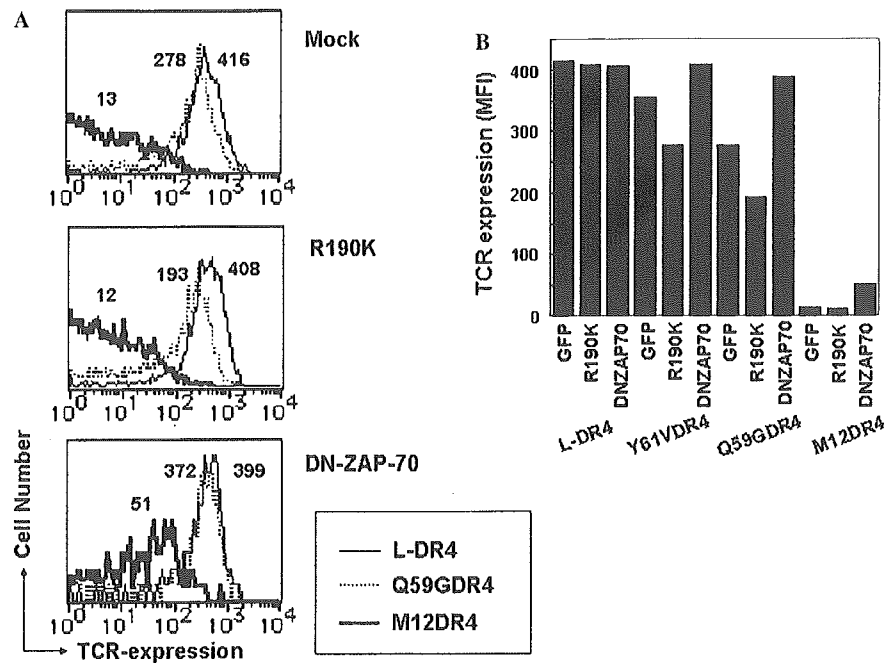 A
Mock
278 416
13
10^0 10^1 10^2 10^3 10^4
R190K
193 408
12
10^0 10^1 10^2 10^3 10^4
DN-ZAP-70
372 399
51
10^0 10^1 10^2 10^3 10^4
Cell Number
TCR-expression
L-DR4
Q59GDR4
M12DR4
B
TCR expression (MFI)
400
300
200
100
0
GFP R190K DNZAP70 GFP R190K DNZAP70 GFP R190K DNZAP70 GFP R190K DNZAP70
L-DR4 Y61VDR4 Q59GDR4 M12DR4